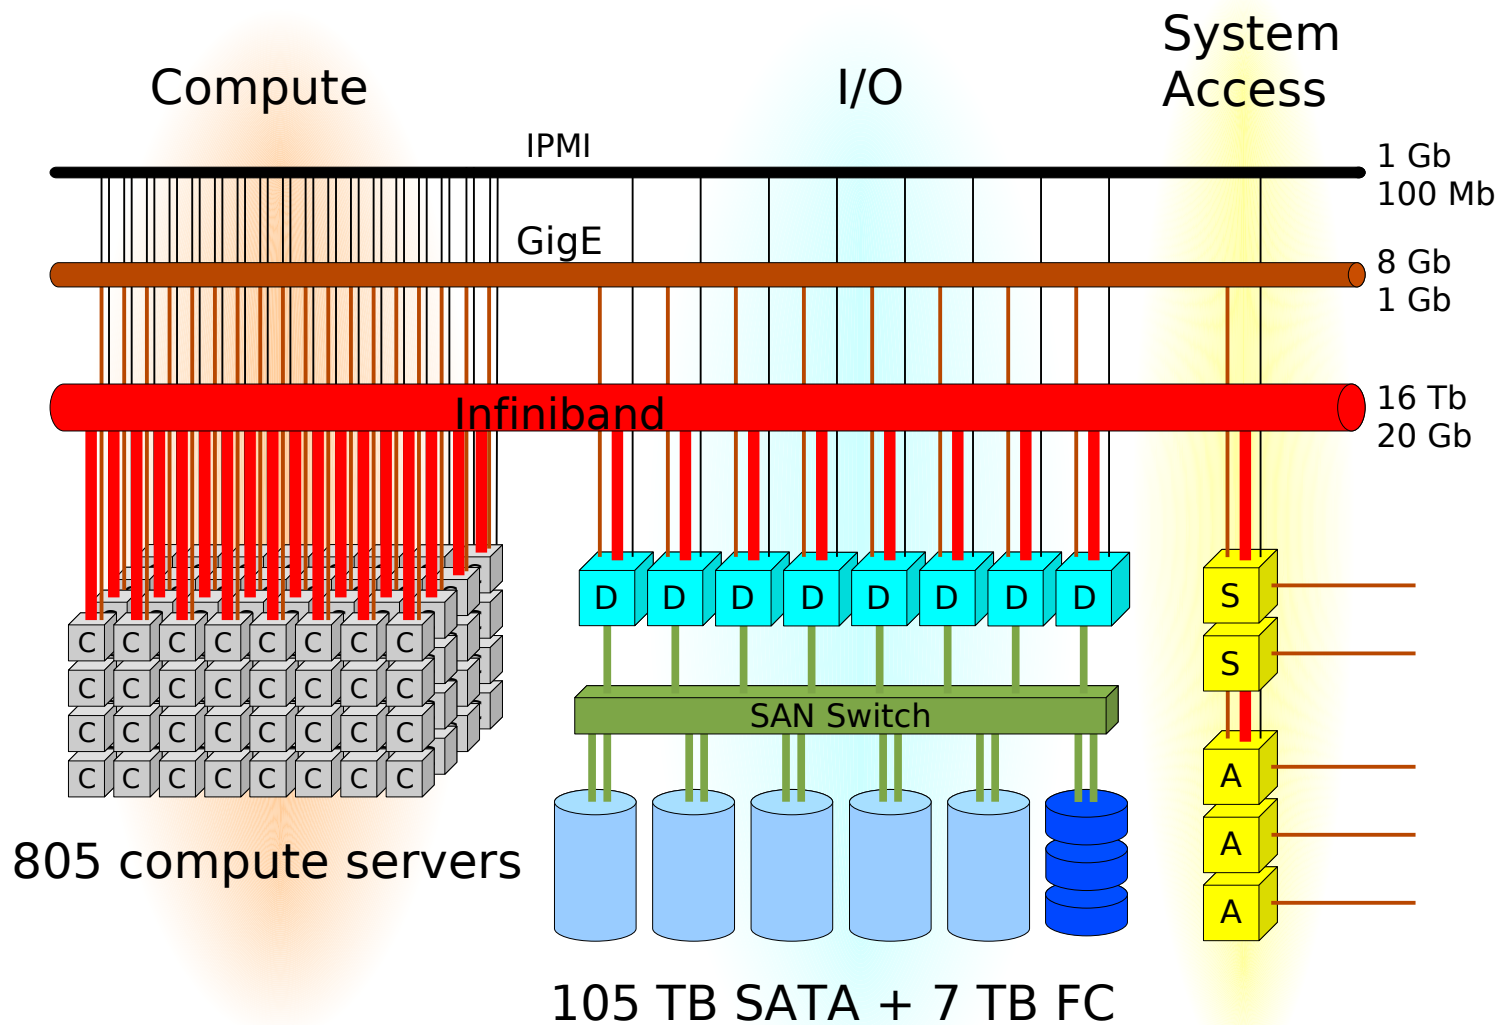 System
Access
Compute
I/O
IPMI
1 Gb
100 Mb
GigE
8 Gb
1 Gb
Infiniband
16 Tb
20 Gb
D D D D D D D D
S
S
C C C C C C C C
C C C C C C C C
C C C C C C C C
C C C C C C C C
SAN Switch
A
A
A
805 compute servers
105 TB SATA + 7 TB FC